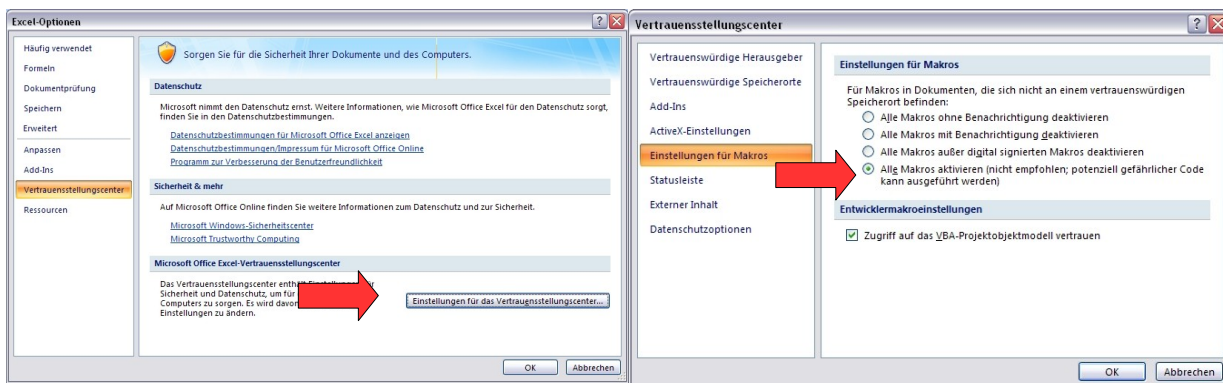 Excel-Optionen
Häufig verwendet
Formeln
Dokumentprüfung
Speichern
Erweitert
Anpassen
Add-Ins
Vertrauensstellungscenter
Ressourcen
Sorgen Sie für die Sicherheit Ihrer Dokumente und des Computers.
Datenschutz
Microsoft nimmt den Datenschutz ernst. Weitere Informationen, wie Microsoft Office Excel für den Datenschutz sorgt,
finden Sie in den Datenschutzbestimmungen.
Datenschutzbestimmungen für Microsoft Office Excel anzeigen
Datenschutzbestimmungen/Impressum für Microsoft Office Online
Programm zur Verbesserung der Benutzerfreundlichkeit
Sicherheit & mehr
Auf Microsoft Office Online finden Sie weitere Informationen zum Datenschutz und zur Sicherheit.
Microsoft Windows-Sicherheitscenter
Microsoft Trustworthy Computing
Microsoft Office Excel-Vertrauensstellungscenter
Das Vertrauensstellungscenter enthält
Sicherheit und Datenschutz, um für
Computers zu sorgen. Es wird davon
Einstellungen zu ändern.
Einstellungen für das Vertrauensstellungscenter...
OK
Abbrechen
Vertrauensstellungscenter
Vertrauenswürdige Herausgeber
Vertrauenswürdige Speicherorte
Add-Ins
ActiveX-Einstellungen
Einstellungen für Makros
Statusleiste
Externer Inhalt
Datenschutzoptionen
Einstellungen für Makros
Für Makros in Dokumenten, die sich nicht an einem vertrauenswürdigen
Speicherort befinden:
Alle Makros ohne Benachrichtigung deaktivieren
Alle Makros mit Benachrichtigung deaktivieren
Alle Makros außer digital signierten Makros deaktivieren
Alle Makros aktivieren (nicht empfohlen; potenziell gefährlicher Code
kann ausgeführt werden)
Entwicklermakroeinstellungen
Zugriff auf das VBA-Projektobjektmodell vertrauen
OK
Abbrechen